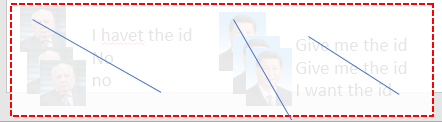 I havet the id
No
no
Give me the id
Give me the id
I want the id